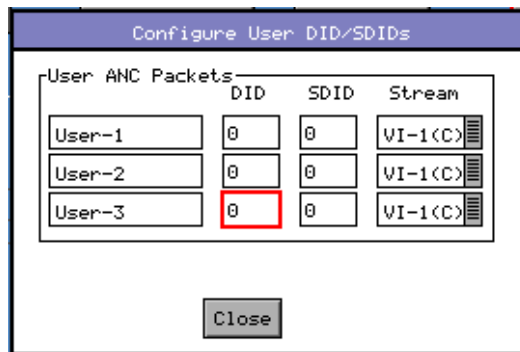 Configure User DID/SDIDs
User ANC Packets
DID SDID Stream
User-1 0 0 VI-1(C)
User-2 0 0 VI-1(C)
User-3 0 0 VI-1(C)
Close